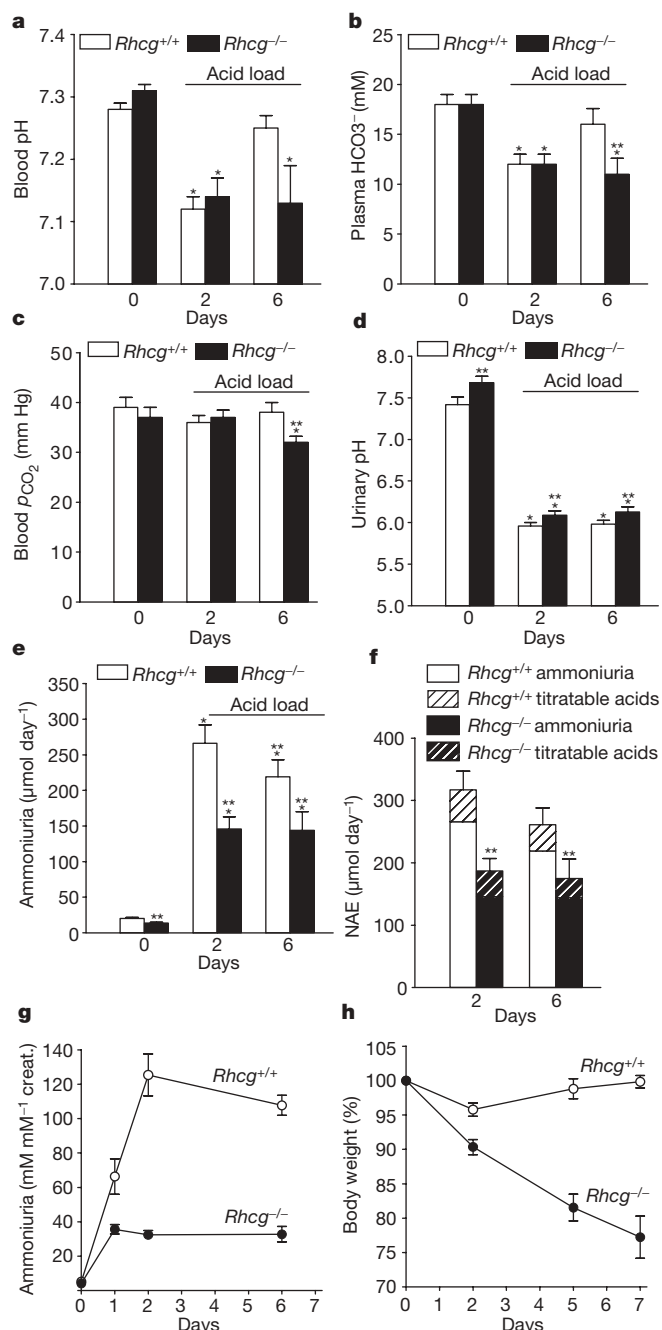 a
Rhcg+/+ Rhcg−/−
Acid load
Blood pH
7.4
7.3
7.2
7.1
7.0
* * *
0 2 6
Days
b
Rhcg+/+ Rhcg−/−
Acid load
Plasma HCO3− (mM)
25
20
15
10
5
0
* * ** *
0 2 6
Days
c
Rhcg+/+ Rhcg−/−
Acid load
Blood pCO2 (mm Hg)
50
40
30
20
10
0
** *
0 2 6
Days
d
Rhcg+/+ Rhcg−/−
Acid load
Urinary pH
8.0
7.5
7.0
6.5
6.0
5.5
5.0
** * ** * * ** *
0 2 6
Days
e
Rhcg+/+ Rhcg−/−
Acid load
Ammoniuria (µmol day−1)
350
300
250
200
150
100
50
0
** * ** * ** * ** *
0 2 6
Days
f
Rhcg+/+ ammoniuria
Rhcg+/+ titratable acids
Rhcg−/− ammoniuria
Rhcg−/− titratable acids
NAE (µmol day−1)
400
300
200
100
0
** **
2 6
Days
g
Ammoniuria (mM mM−1 creat.)
140
120
100
80
60
40
20
Rhcg+/+
Rhcg−/−
0 1 2 3 4 5 6 7
Days
h
Body weight (%)
105
100
95
90
85
80
75
70
Rhcg+/+
Rhcg−/−
0 1 2 3 4 5 6 7
Days